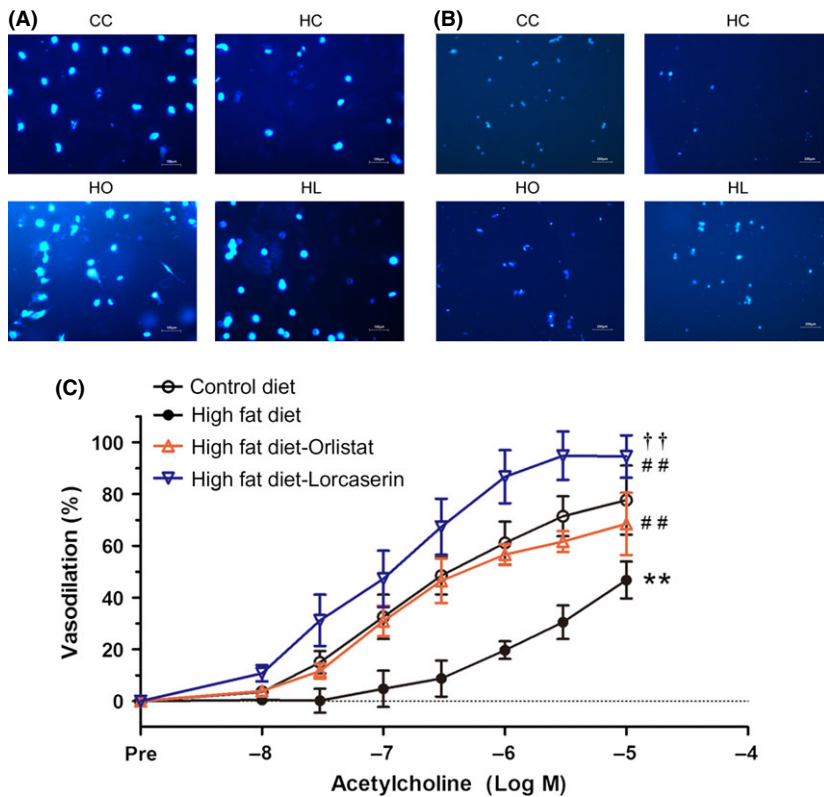 (A)
CC
HC
HO
HL
(B)
CC
HC
HO
HL
(C)
Control diet
High fat diet
High fat diet-Orlistat
High fat diet-Lorcaserin
Vasodilation (%)
100
80
60
40
20
0
††
##
##
**
Pre
–8
–7
–6
–5
–4
Acetylcholine (Log M)